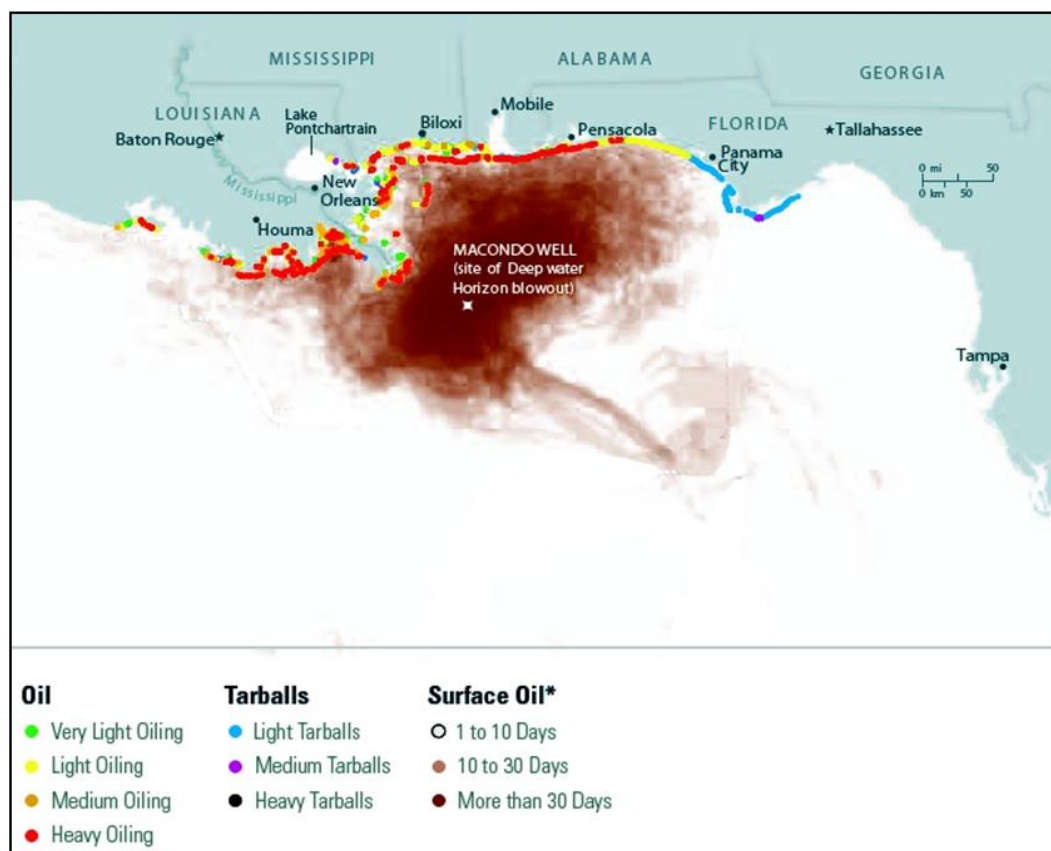 MISSISSIPPI
ALABAMA
GEORGIA
LOUISIANA
Baton Rouge
Lake
Pontchartrain
Biloxi
Mobile
Pensacola
FLORIDA
Tallahassee
Panama
City
0 mi 50
0 km 50
Mississippi
New
Orleans
Houma
MACONDO WELL
(site of Deep water
Horizon blowout)
Tampa
Oil
Very Light Oiling
Light Oiling
Medium Oiling
Heavy Oiling
Tarballs
Light Tarballs
Medium Tarballs
Heavy Tarballs
Surface Oil*
1 to 10 Days
10 to 30 Days
More than 30 Days